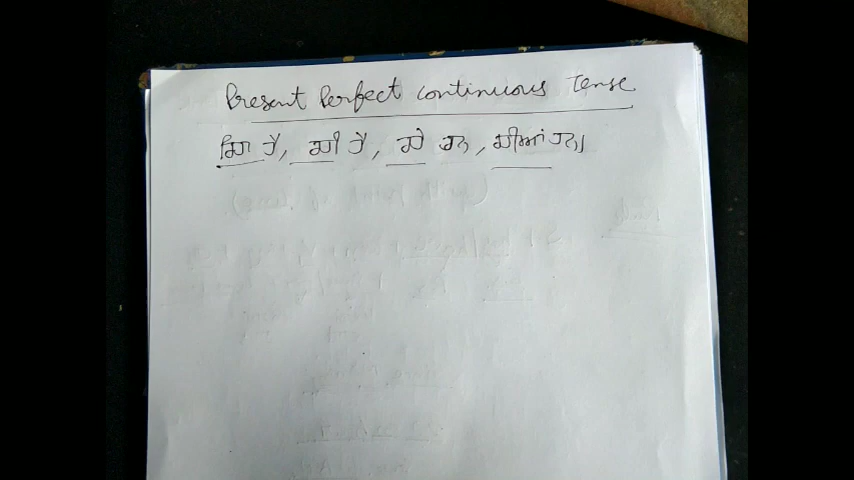 Present Perfect continuous Tense
ਰਿਹਾ ਹੈ, ਰਹੀ ਹੈ, ਰਹੇ ਹਨ, ਰਹੀਆਂ ਹਨ।